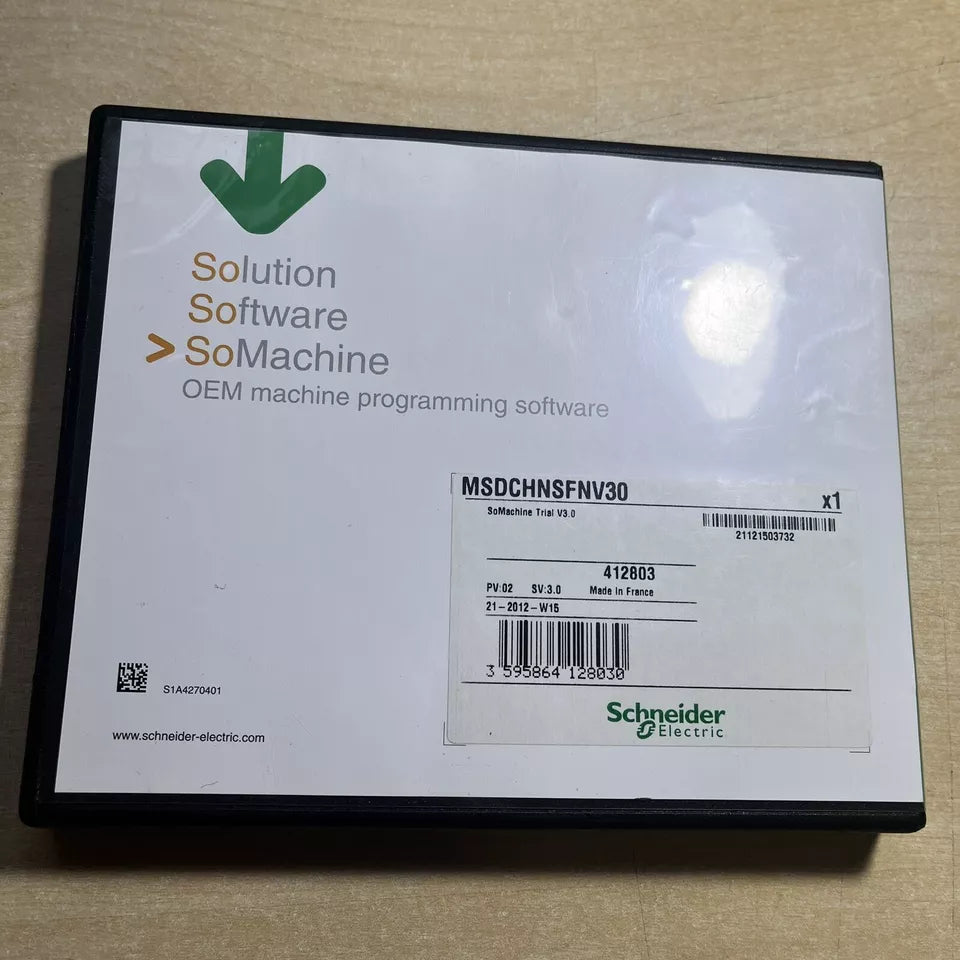 Solution
Software
> SoMachine
OEM machine programming software
MSDCHNSFNV30 x1
SoMachine Trial V3.0
21121503732
412803
PV:02 SV:3.0 Made in France
21-2012-W15
3 595864 128030
S1A4270401
www.schneider-electric.com
Schneider
Electric